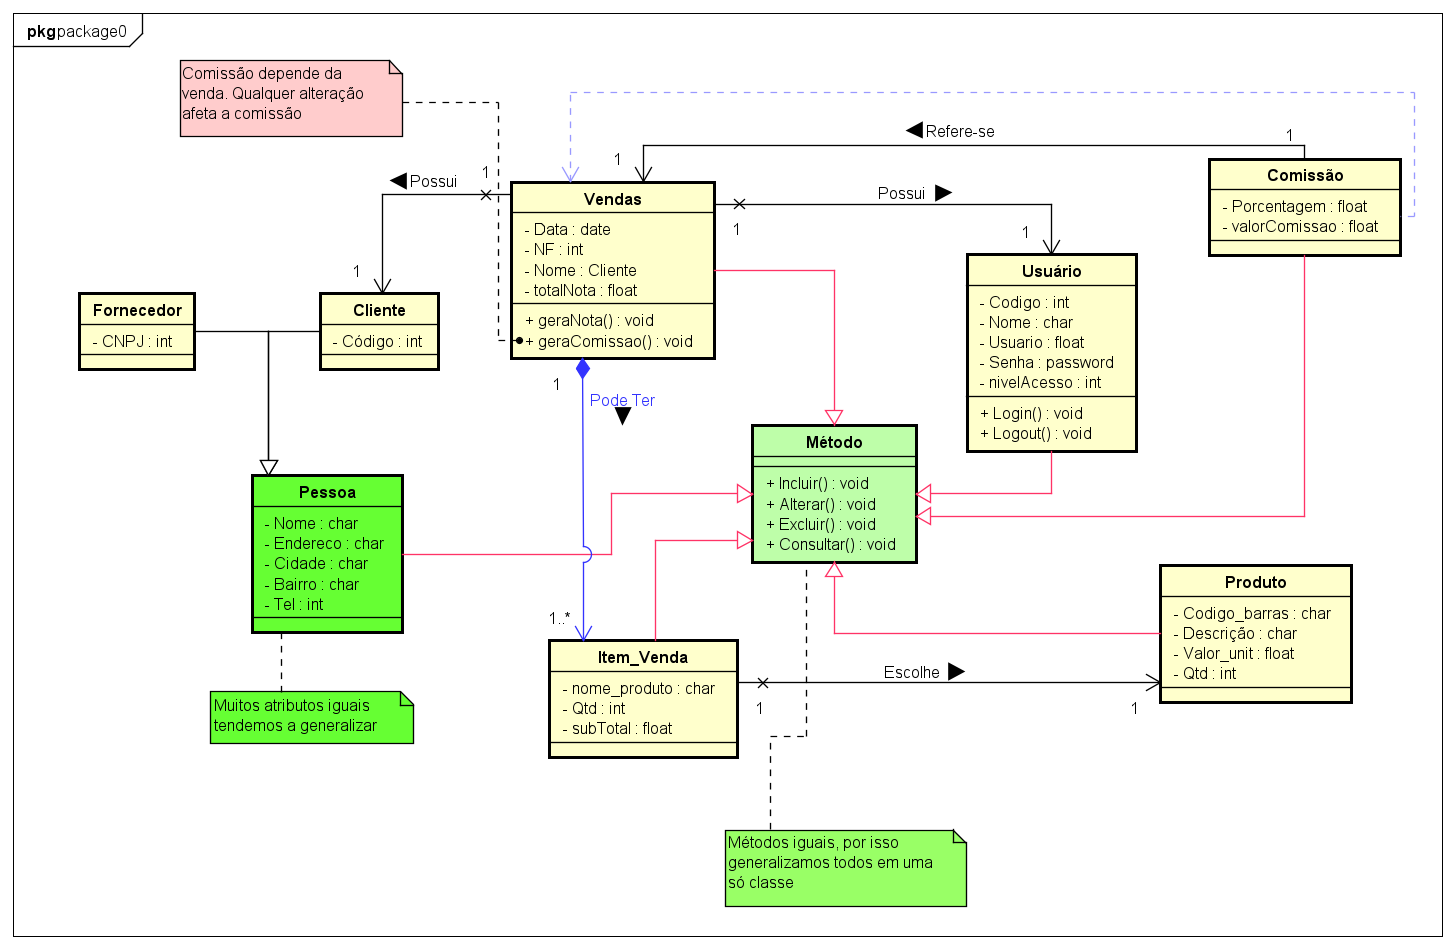 pkg package0
Comissão depende da
venda. Qualquer alteração
afeta a comissão
Refere-se
1
1
Possui
1
1
Possui
1
1
Vendas
- Data : date
- NF : int
- Nome : Cliente
- totalNota : float
+ geraNota() : void
+ geraComissao() : void
Comissão
- Porcentagem : float
- valorComissao : float
Usuário
- Codigo : int
- Nome : char
- Usuario : float
- Senha : password
- nivelAcesso : int
+ Login() : void
+ Logout() : void
Fornecedor
- CNPJ : int
Cliente
- Código : int
1
Pode Ter
1..*
Método
+ Incluir() : void
+ Alterar() : void
+ Excluir() : void
+ Consultar() : void
Pessoa
- Nome : char
- Endereco : char
- Cidade : char
- Bairro : char
- Tel : int
Produto
- Codigo_barras : char
- Descrição : char
- Valor_unit : float
- Qtd : int
Item_Venda
- nome_produto : char
- Qtd : int
- subTotal : float
Escolhe
1
1
Muitos atributos iguais
tendemos a generalizar
Métodos iguais, por isso
generalizamos todos em uma
só classe